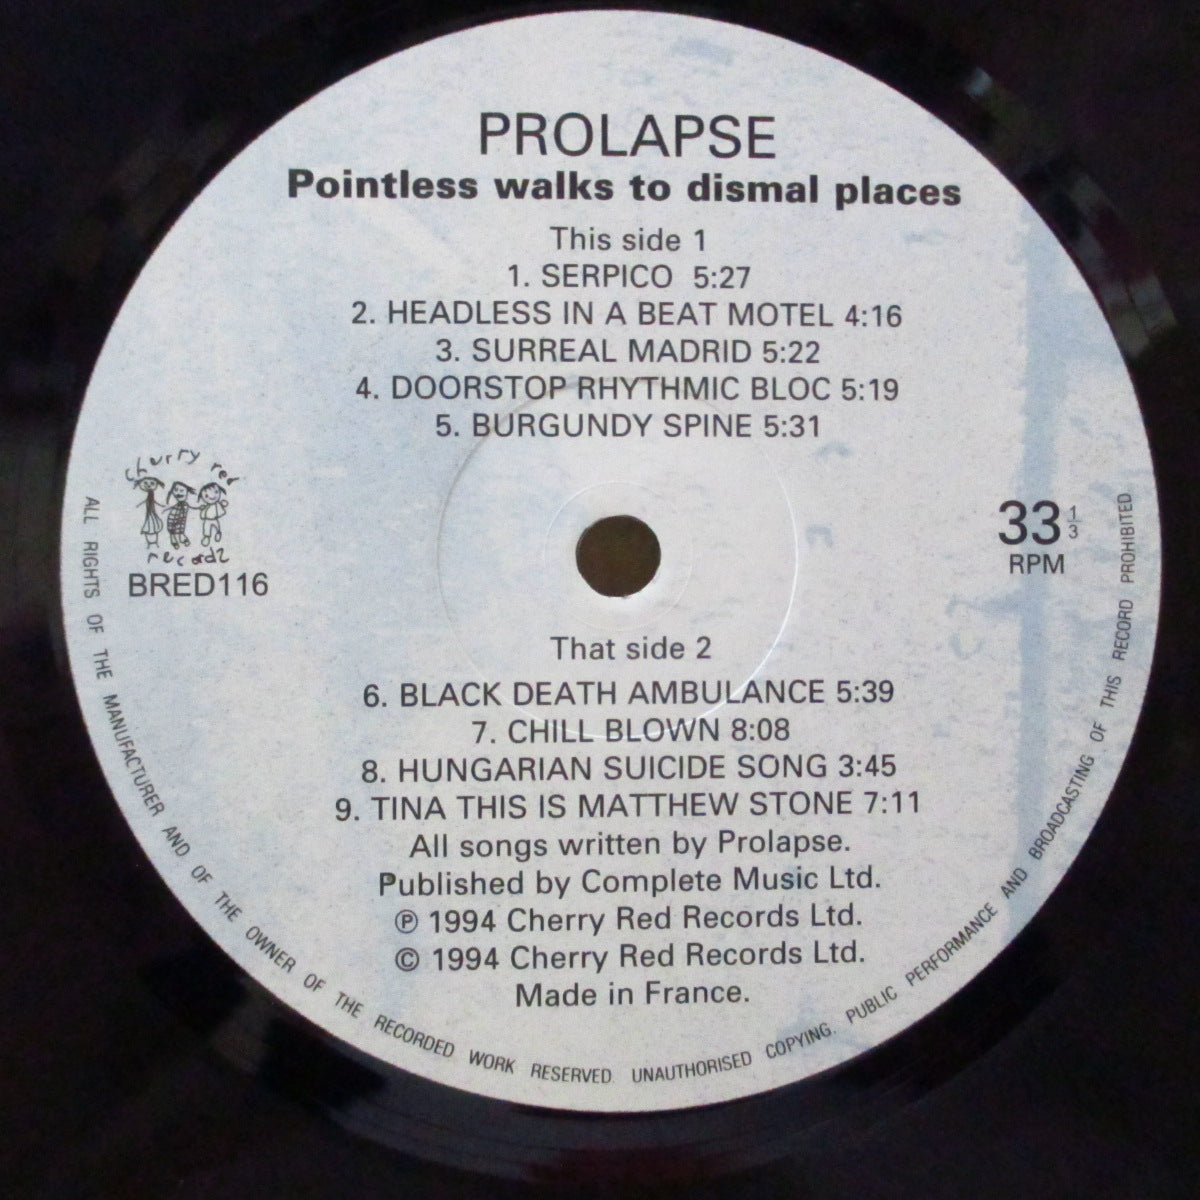 PROLAPSE
Pointless walks to dismal places
This side 1
1. SERPICO 5:27
2. HEADLESS IN A BEAT MOTEL 4:16
3. SURREAL MADRID 5:22
4. DOORSTOP RHYTHMIC BLOC 5:19
5. BURGUNDY SPINE 5:31
cherry red
records
BRED116
33 1/3
RPM
That side 2
6. BLACK DEATH AMBULANCE 5:39
7. CHILL BLOWN 8:08
8. HUNGARIAN SUICIDE SONG 3:45
9. TINA THIS IS MATTHEW STONE 7:11
All songs written by Prolapse.
Published by Complete Music Ltd.
℗ 1994 Cherry Red Records Ltd.
© 1994 Cherry Red Records Ltd.
Made in France.
ALL RIGHTS OF THE MANUFACTURER AND OF THE OWNER OF THE RECORDED WORK RESERVED UNAUTHORISED COPYING. PUBLIC PERFORMANCE AND BROADCASTING OF THIS RECORD PROHIBITED